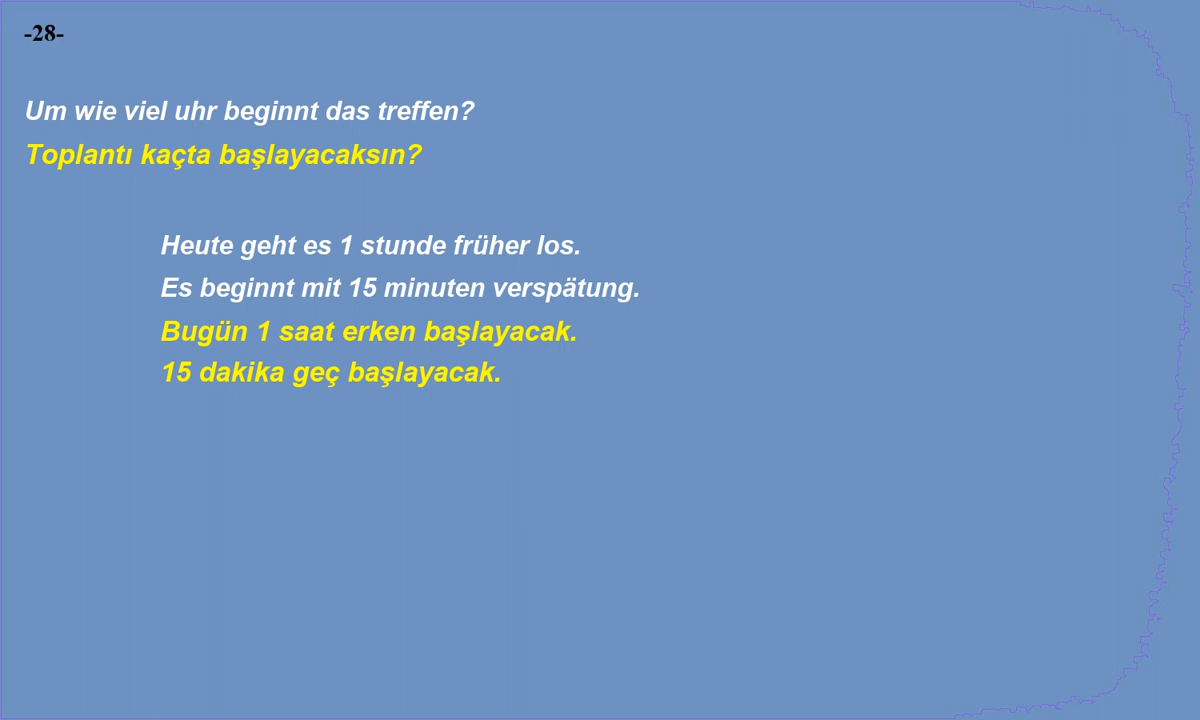 -28-
Um wie viel uhr beginnt das treffen?
Toplantı kaçta başlayacaksın?
Heute geht es 1 stunde früher los.
Es beginnt mit 15 minuten verspätung.
Bugün 1 saat erken başlayacak.
15 dakika geç başlayacak.